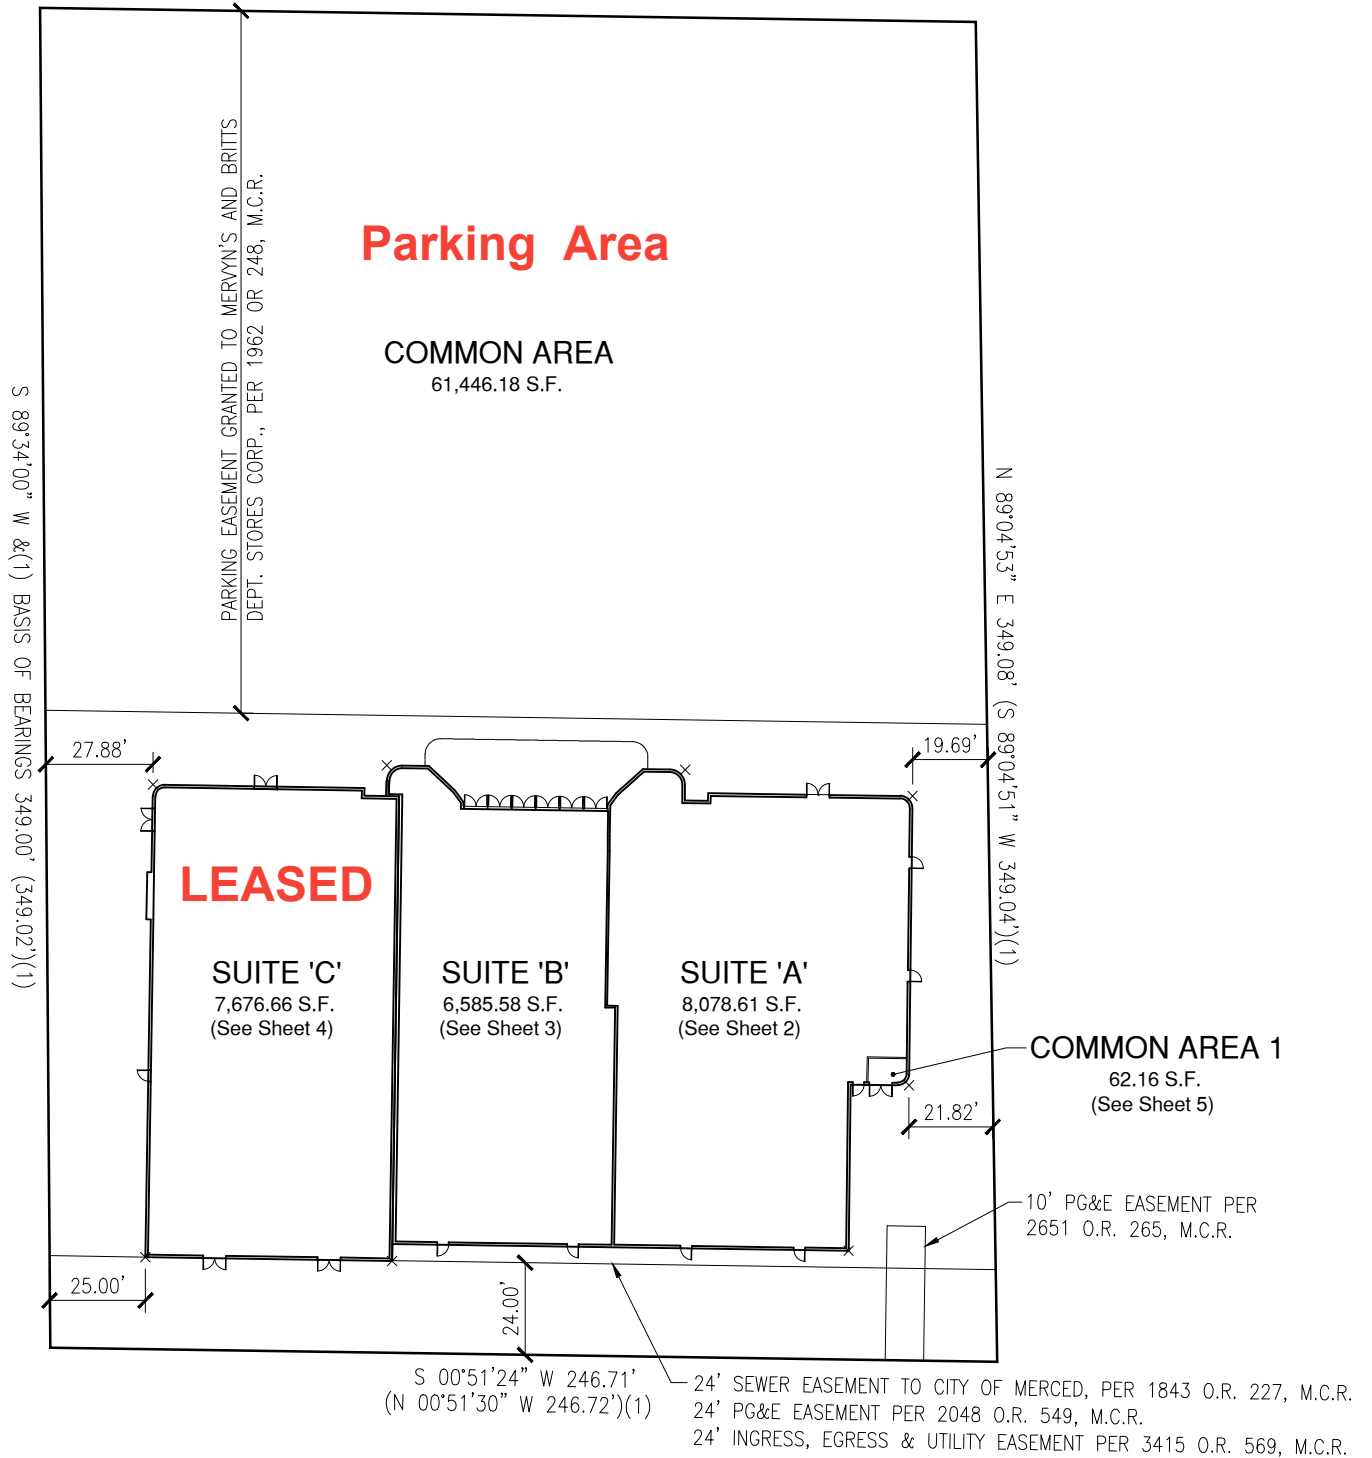 PARKING EASEMENT GRANTED TO MERVYN'S AND BRITTS
DEPT. STORES CORP., PER 1962 OR 248, M.C.R.
Parking Area
COMMON AREA
61,446.18 S.F.
S 89°34'00" W &(1) BASIS OF BEARINGS 349.00' (349.02')(1)
N 89°04'53" E 349.08' (S 89°04'51" W 349.04')(1)
27.88'
19.69'
LEASED
SUITE 'C'
7,676.66 S.F.
(See Sheet 4)
SUITE 'B'
6,585.58 S.F.
(See Sheet 3)
SUITE 'A'
8,078.61 S.F.
(See Sheet 2)
COMMON AREA 1
62.16 S.F.
(See Sheet 5)
21.82'
10' PG&E EASEMENT PER
2651 O.R. 265, M.C.R.
25.00'
24.00'
S 00°51'24" W 246.71'
(N 00°51'30" W 246.72')(1)
24' SEWER EASEMENT TO CITY OF MERCED, PER 1843 O.R. 227, M.C.R.
24' PG&E EASEMENT PER 2048 O.R. 549, M.C.R.
24' INGRESS, EGRESS & UTILITY EASEMENT PER 3415 O.R. 569, M.C.R.